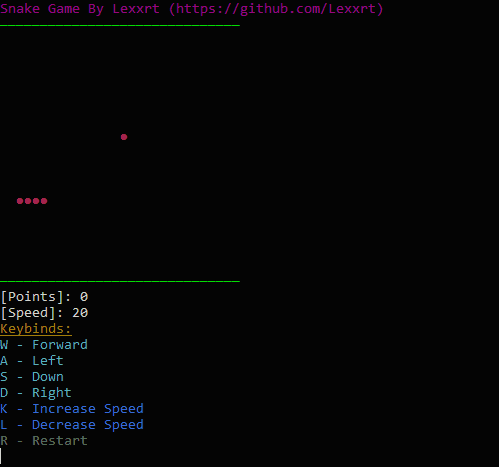 Snake Game By Lexxrt (https://github.com/Lexxrt)
[Points]: 0
[Speed]: 20
Keybinds:
W - Forward
A - Left
S - Down
D - Right
K - Increase Speed
L - Decrease Speed
R - Restart